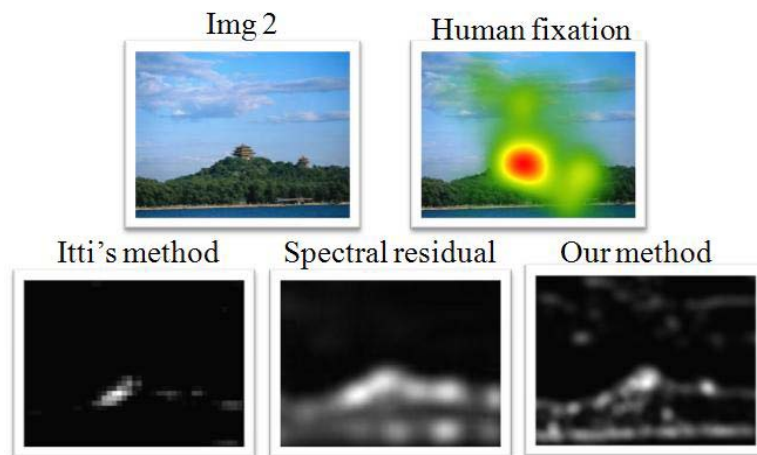 Img 2
Human fixation
Itti's method
Spectral residual
Our method